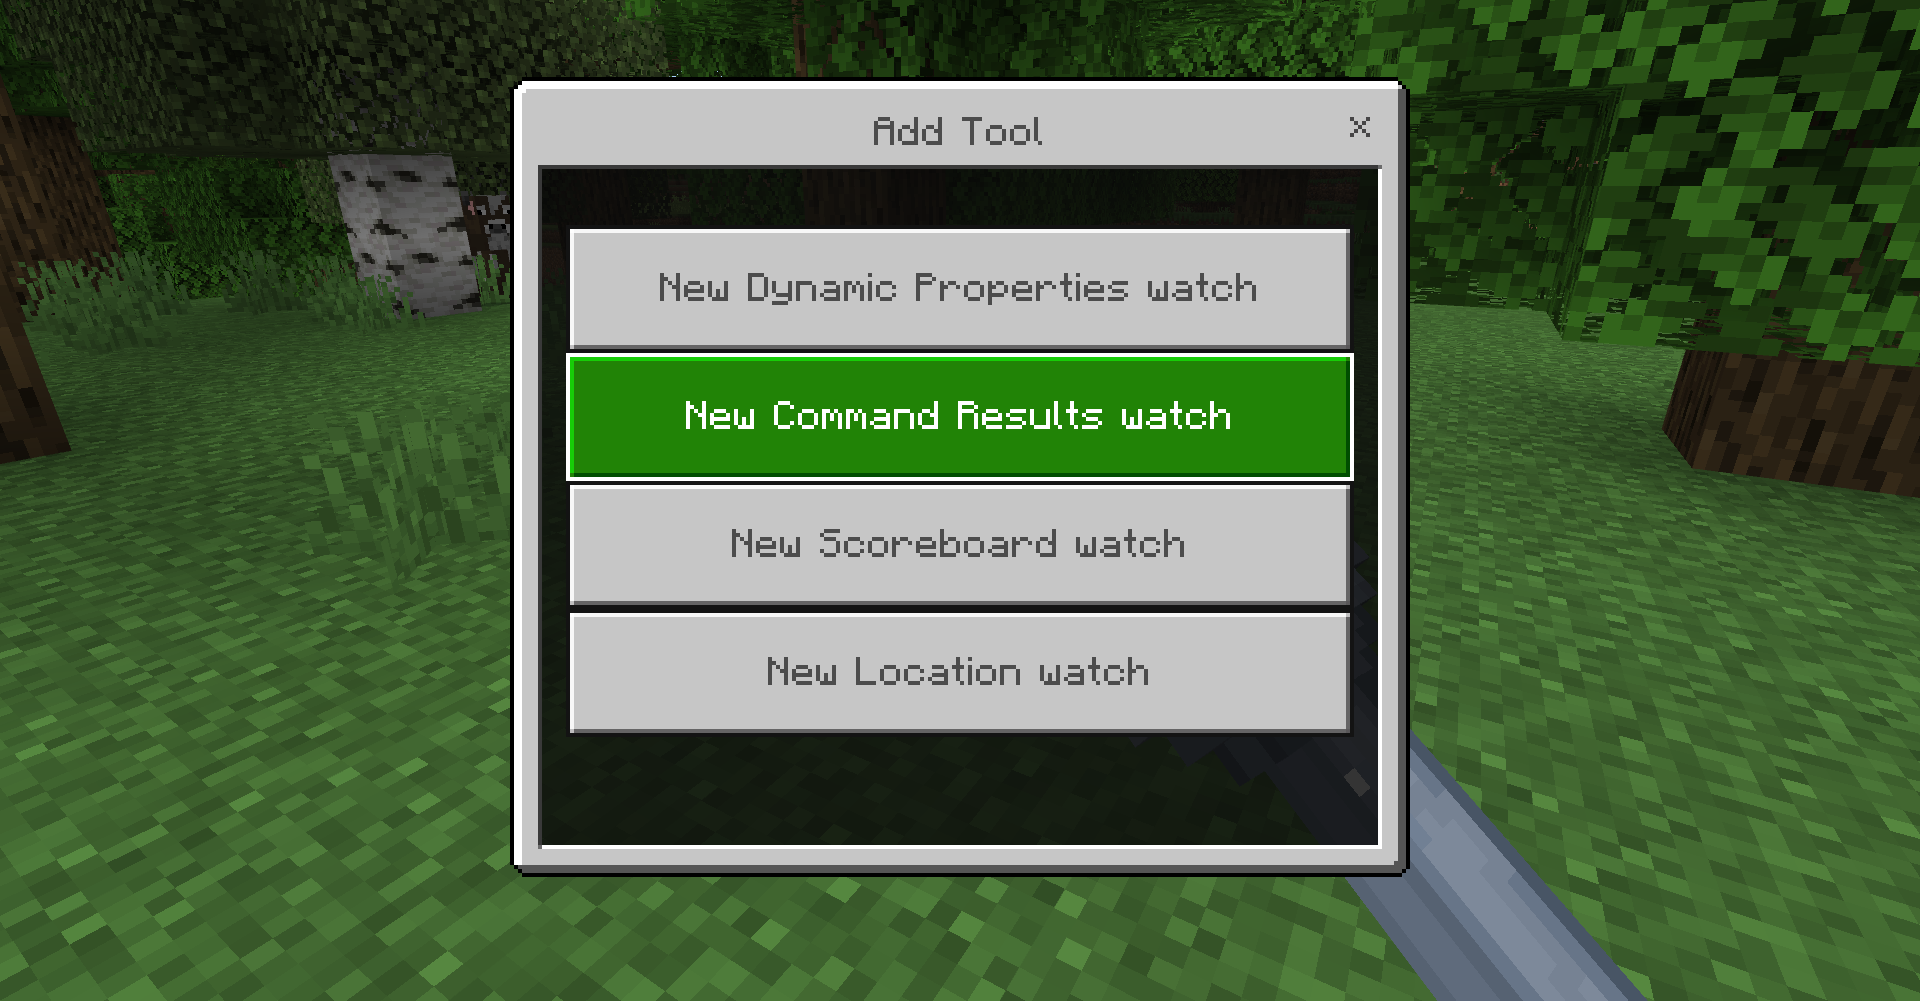 Add Tool
New Dynamic Properties watch
New Command Results watch
New Scoreboard watch
New Location watch